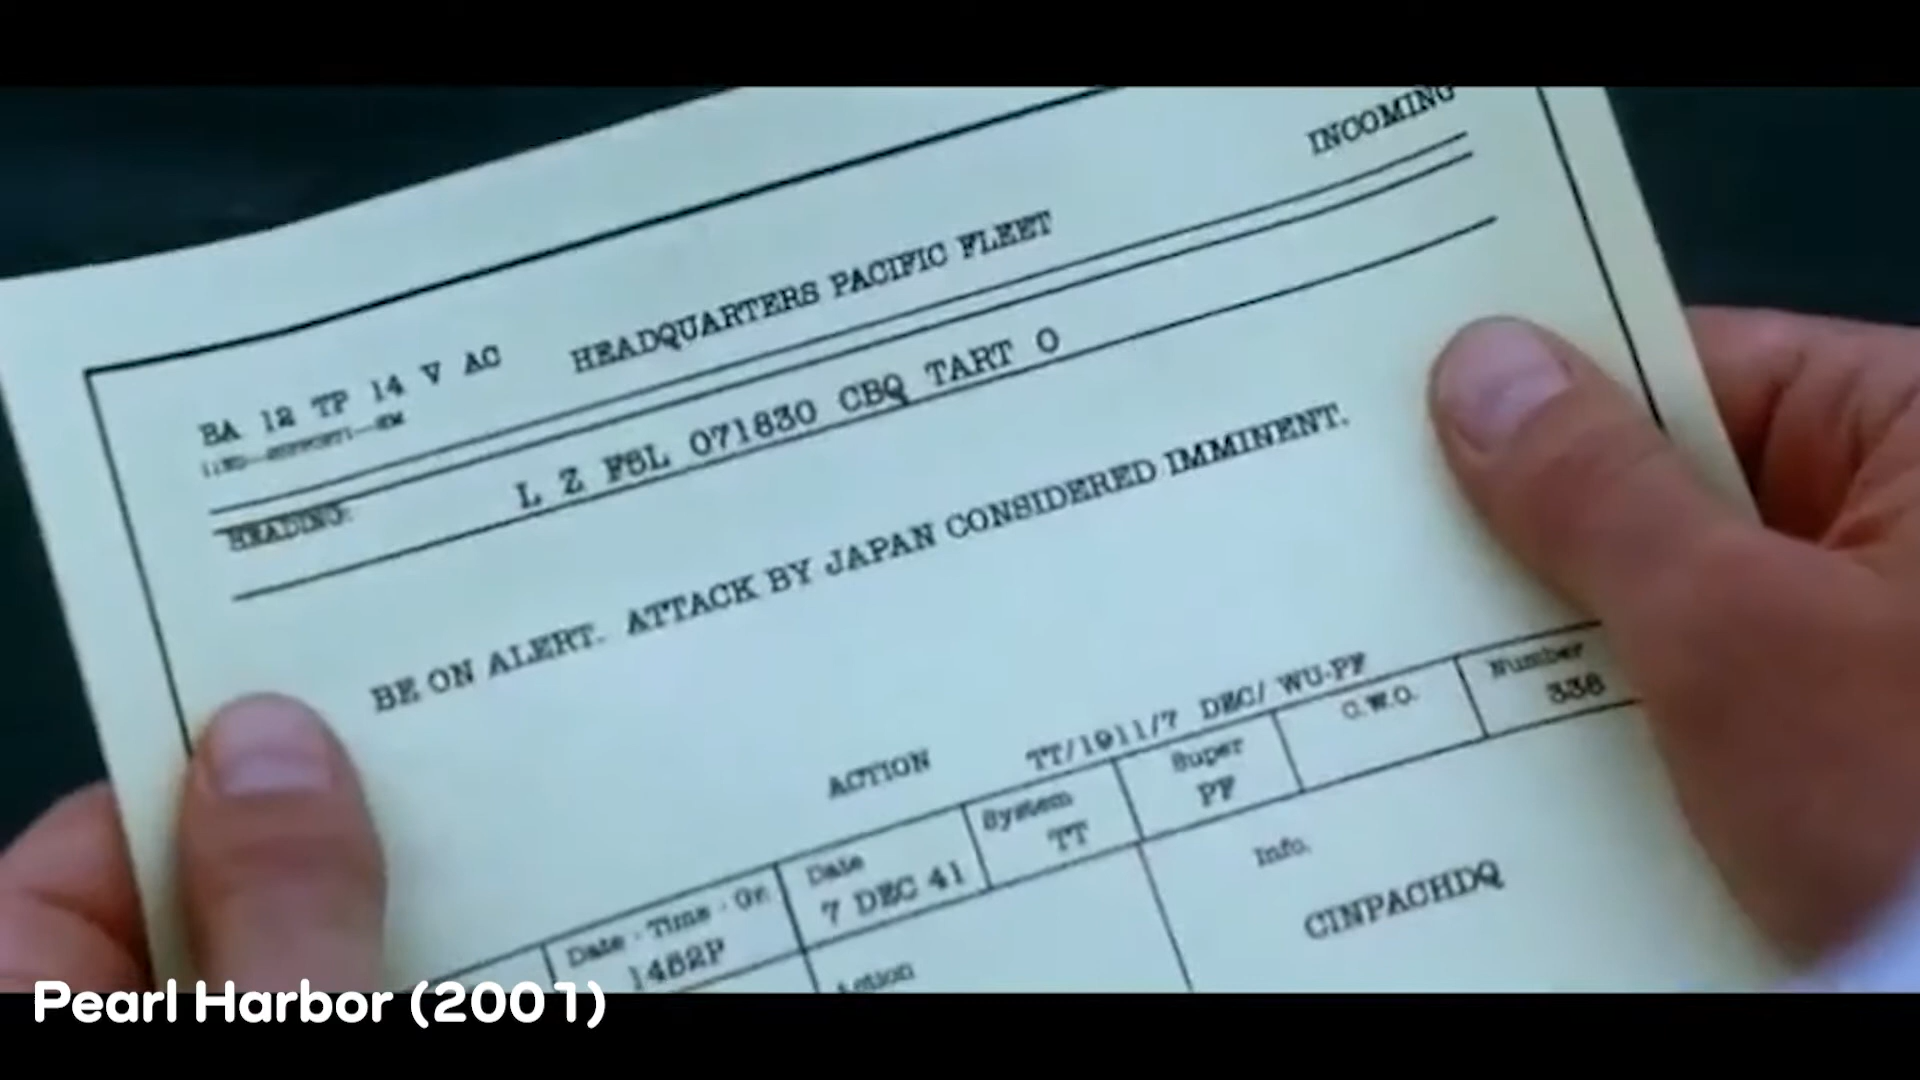 INCOMING
HEADQUARTERS PACIFIC FLEET
BA 12 TP 14 V AC
HEADING:
L Z F5L 071830 CBQ TART O
BE ON ALERT. ATTACK BY JAPAN CONSIDERED IMMINENT.
ACTION
TT/1911/7 DEC/ WU-PF
Date - Time - Gr.
1452P
Date
7 DEC 41
System
TT
Super
PF
C.W.O.
Number
336
Action
Info.
CINPACHDQ
Pearl Harbor (2001)